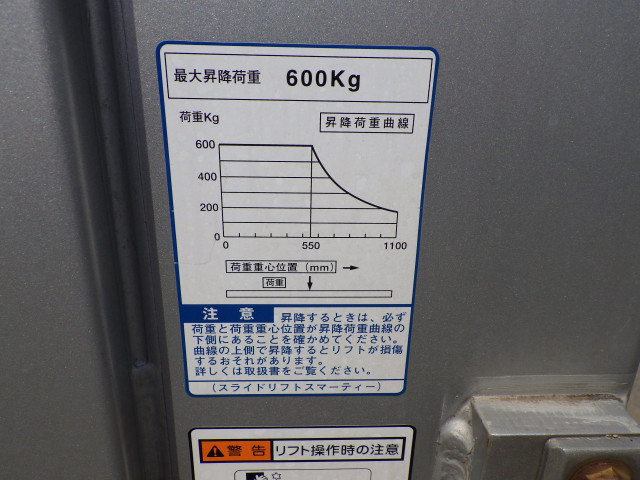 最大昇降荷重 600Kg
荷重Kg
昇降荷重曲線
600
400
200
0
0 550 1100
荷重重心位置(mm)
荷重
注意 昇降するときは、必ず
荷重と荷重重心位置が昇降荷重曲線の
下側にあることを確かめてください。
曲線の上側で昇降するとリフトが損傷
するおそれがあります。
詳しくは取扱書をご覧ください。
(スライドリフトスマーティー)
警告 リフト操作時の注意